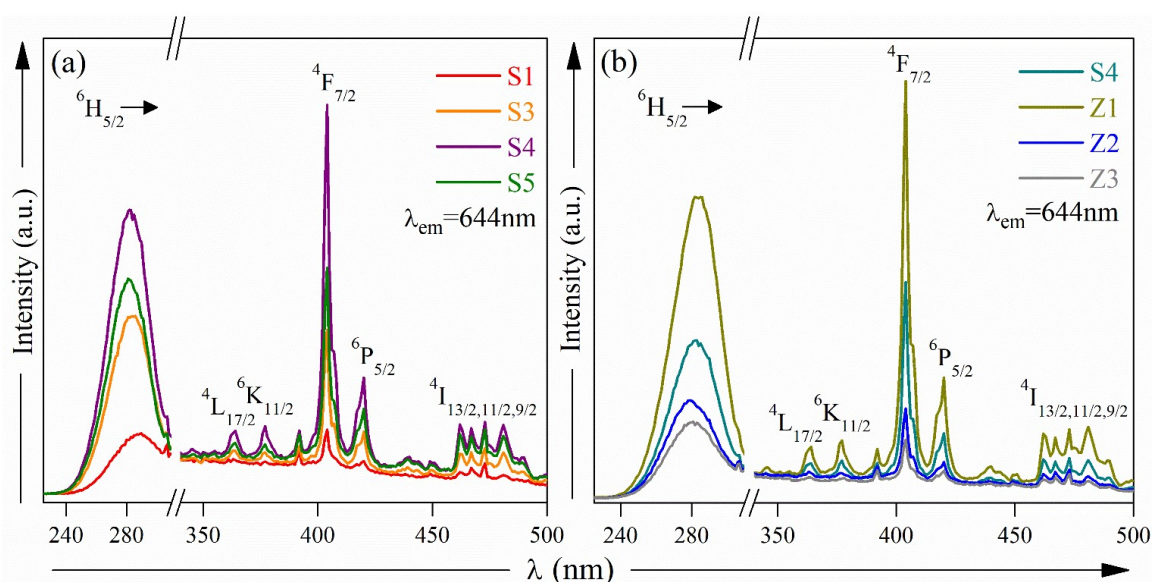 (a)
⁶H₅/₂
⁴F₇/₂
S1
S3
S4
S5
λem=644nm
⁶P₅/₂
⁴L₁₇/₂
⁶K₁₁/₂
⁴I₁₃/₂,₁₁/₂,₉/₂
Intensity (a.u.)
240 280 350 400 450 500
(b)
⁶H₅/₂
⁴F₇/₂
S4
Z1
Z2
Z3
λem=644nm
⁶P₅/₂
⁴L₁₇/₂
⁶K₁₁/₂
⁴I₁₃/₂,₁₁/₂,₉/₂
Intensity (a.u.)
240 280 350 400 450 500
λ (nm)